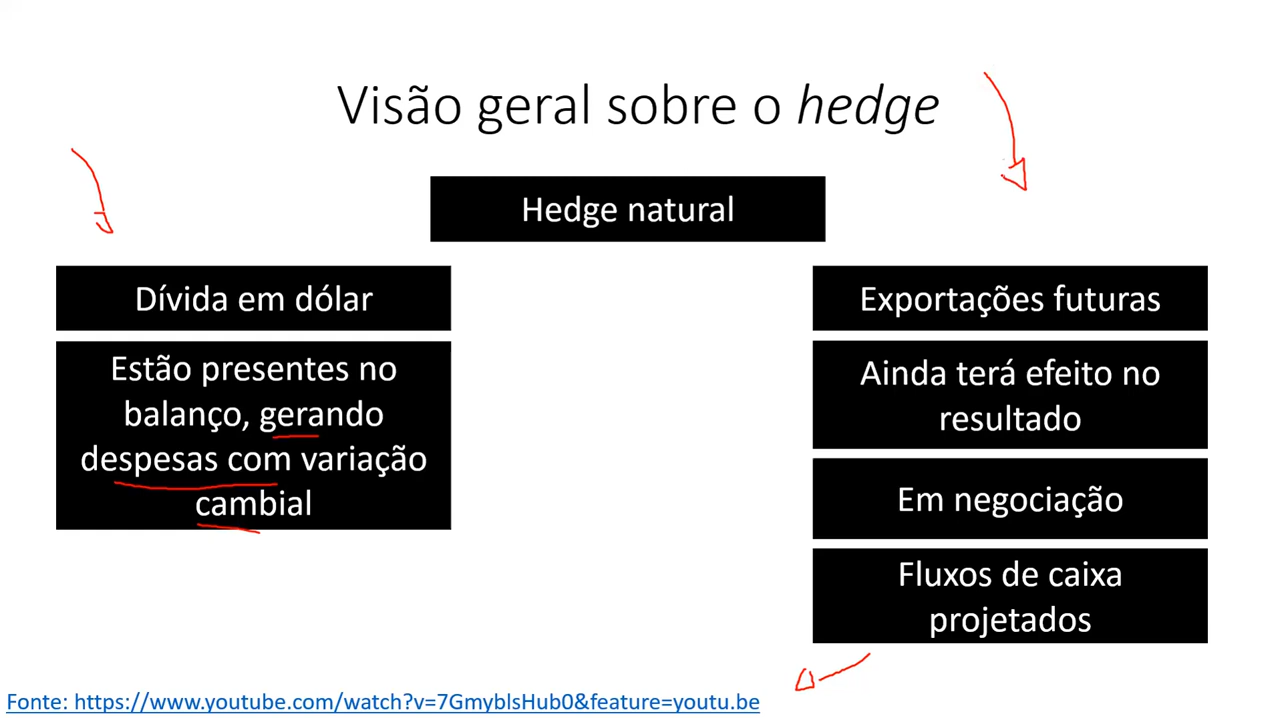 Visão geral sobre o hedge
Hedge natural
Dívida em dólar
Estão presentes no
balanço, gerando
despesas com variação
cambial
Exportações futuras
Ainda terá efeito no
resultado
Em negociação
Fluxos de caixa
projetados
Fonte: https://www.youtube.com/watch?v=7GmyblsHub0&feature=youtu.be